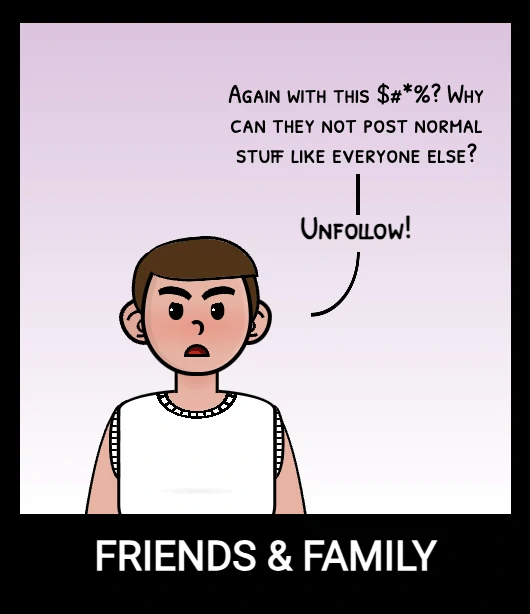 Again with this $#*%? Why
can they not post normal
stuff like everyone else?
Unfollow!
FRIENDS & FAMILY